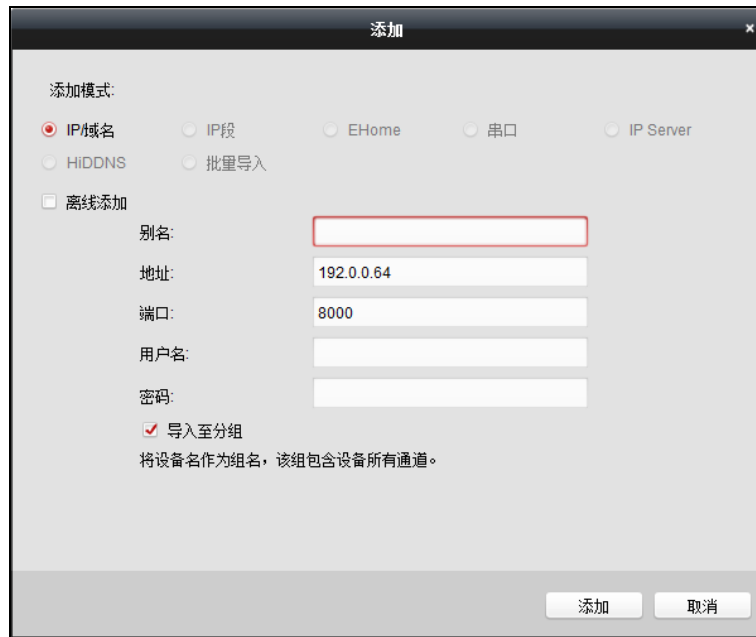 添加
×
添加模式:
IP/域名 IP段 EHome 串口 IP Server
HiDDNS 批量导入
离线添加
别名:
地址: 192.0.0.64
端口: 8000
用户名:
密码:
导入至分组
将设备名作为组名，该组包含设备所有通道。
添加 取消